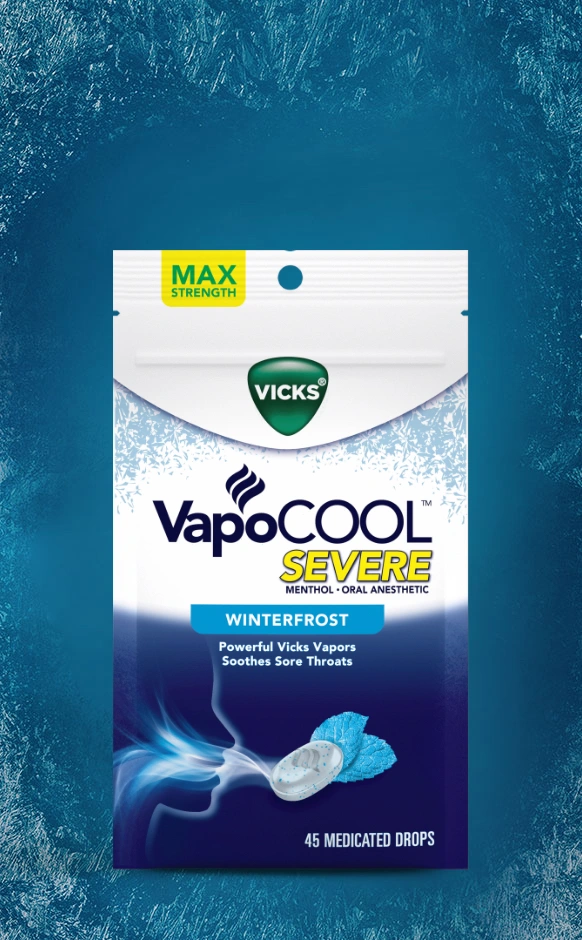 MAX
STRENGTH
VICKS®
VapoCOOL™
SEVERE
MENTHOL • ORAL ANESTHETIC
WINTERFROST
Powerful Vicks Vapors
Soothes Sore Throats
45 MEDICATED DROPS